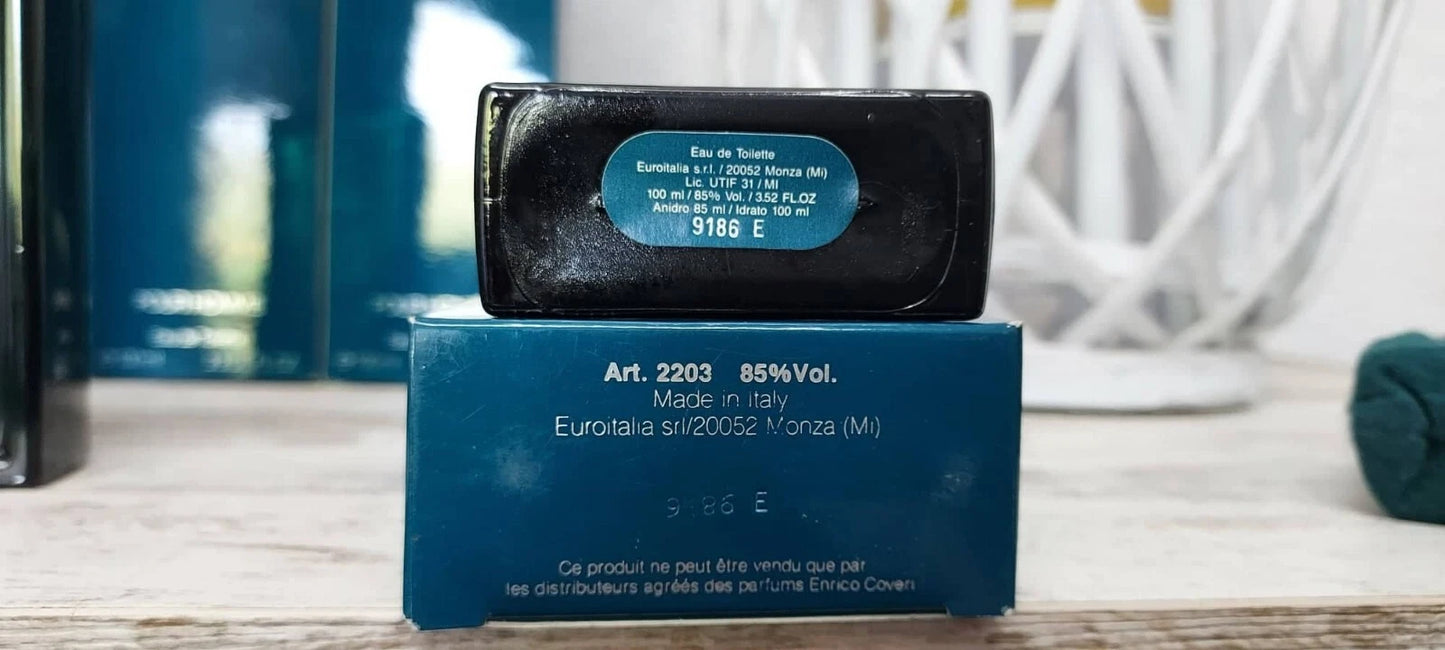 Eau de Toilette
Euroitalia s.r.l. / 20052 Monza (Mi)
Lic. UTIF 31 / MI
100 ml / 85% Vol. / 3.52 FL.OZ
Anidro 85 ml / Idrato 100 ml
9186 E
Art. 2203 85%Vol.
Made in Italy
Euroitalia srl/20052 Monza (Mi)
9186 E
Ce produit ne peut être vendu que par
les distributeurs agréés des parfums Enrico Coveri